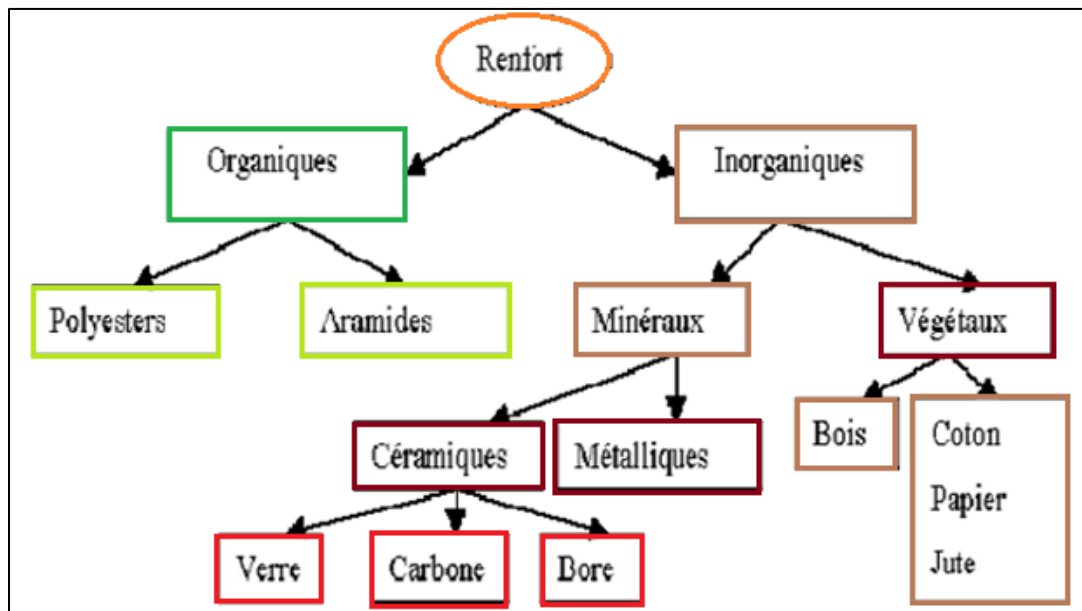 Renfort
Organiques
Inorganiques
Polyesters
Aramides
Minéraux
Végétaux
Céramiques
Métalliques
Bois
Coton
Papier
Jute
Verre
Carbone
Bore